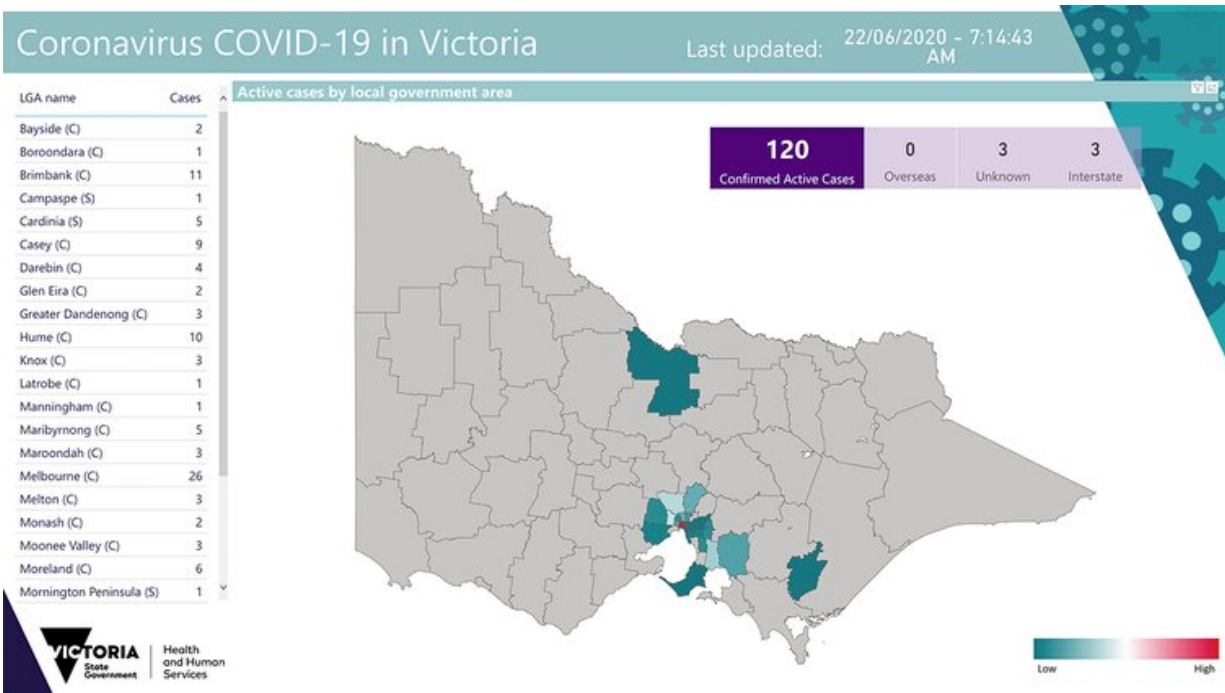 Coronavirus COVID-19 in Victoria
Last updated:
22/06/2020 - 7:14:43
AM
LGA name Cases
Active cases by local government area
Bayside (C) 2
Boroondara (C) 1
Brimbank (C) 11
Campaspe (S) 1
Cardinia (S) 5
Casey (C) 9
Darebin (C) 4
Glen Eira (C) 2
Greater Dandenong (C) 3
Hume (C) 10
Knox (C) 3
Latrobe (C) 1
Manningham (C) 1
Maribyrnong (C) 5
Maroondah (C) 3
Melbourne (C) 26
Melton (C) 3
Monash (C) 2
Moonee Valley (C) 3
Moreland (C) 6
Mornington Peninsula (S) 1
120 0 3 3
Confirmed Active Cases Overseas Unknown Interstate
VICTORIA
State
Government
Health
and Human
Services
Low High